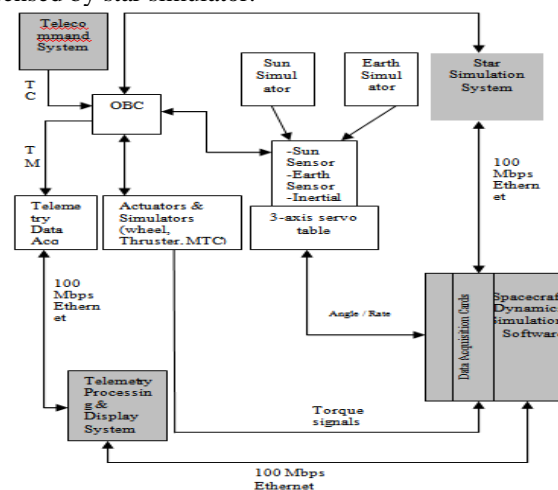 ensed by star simulator.
Teleco
mmand
System
Sun
Simul
ator
Earth
Simul
ator
Star
Simulation
System
T
C
OBC
T
M
-Sun
Sensor
-Earth
Sensor
-Inertial
3-axis servo
table
100
Mbps
Ethern
et
Teleme
try
Data
Acq
Actuators &
Simulators
(wheel,
Thruster, MTC)
100
Mbps
Ethern
et
Angle / Rate
Data Acquisition Cards
Spacecraft
Dynamic
Simulation
Software
Telemetry
Processin
g &
Display
System
Torque
signals
100 Mbps
Ethernet